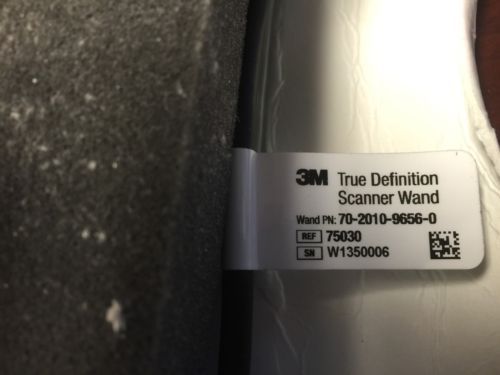 3M True Definition
Scanner Wand
Wand PN: 70-2010-9656-0
REF 75030
SN W1350006